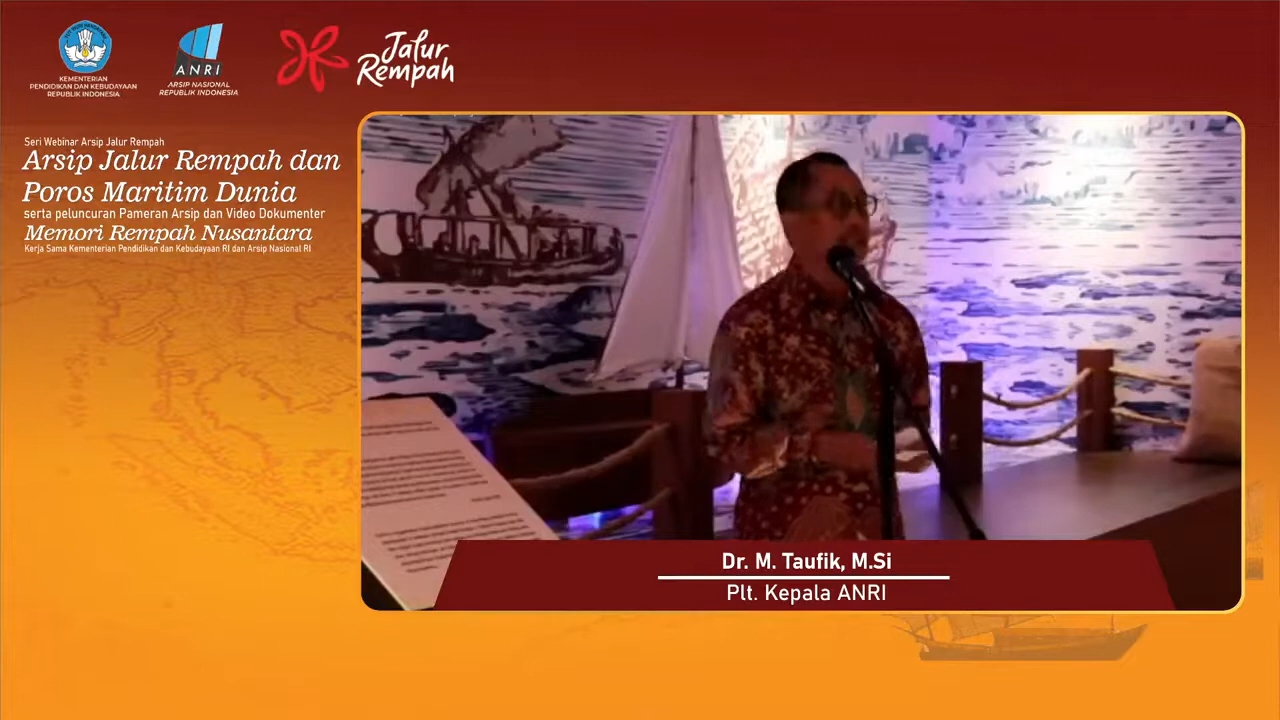 KEMENTERIAN
PENDIDIKAN DAN KEBUDAYAAN
REPUBLIK INDONESIA
ANRI
ARSIP NASIONAL
REPUBLIK INDONESIA
Jalur
Rempah
Seri Webinar Arsip Jalur Rempah
Arsip Jalur Rempah dan
Poros Maritim Dunia
serta peluncuran Pameran Arsip dan Video Dokumenter
Memori Rempah Nusantara
Kerja Sama Kementerian Pendidikan dan Kebudayaan RI dan Arsip Nasional RI
Dr. M. Taufik, M.Si
Plt. Kepala ANRI